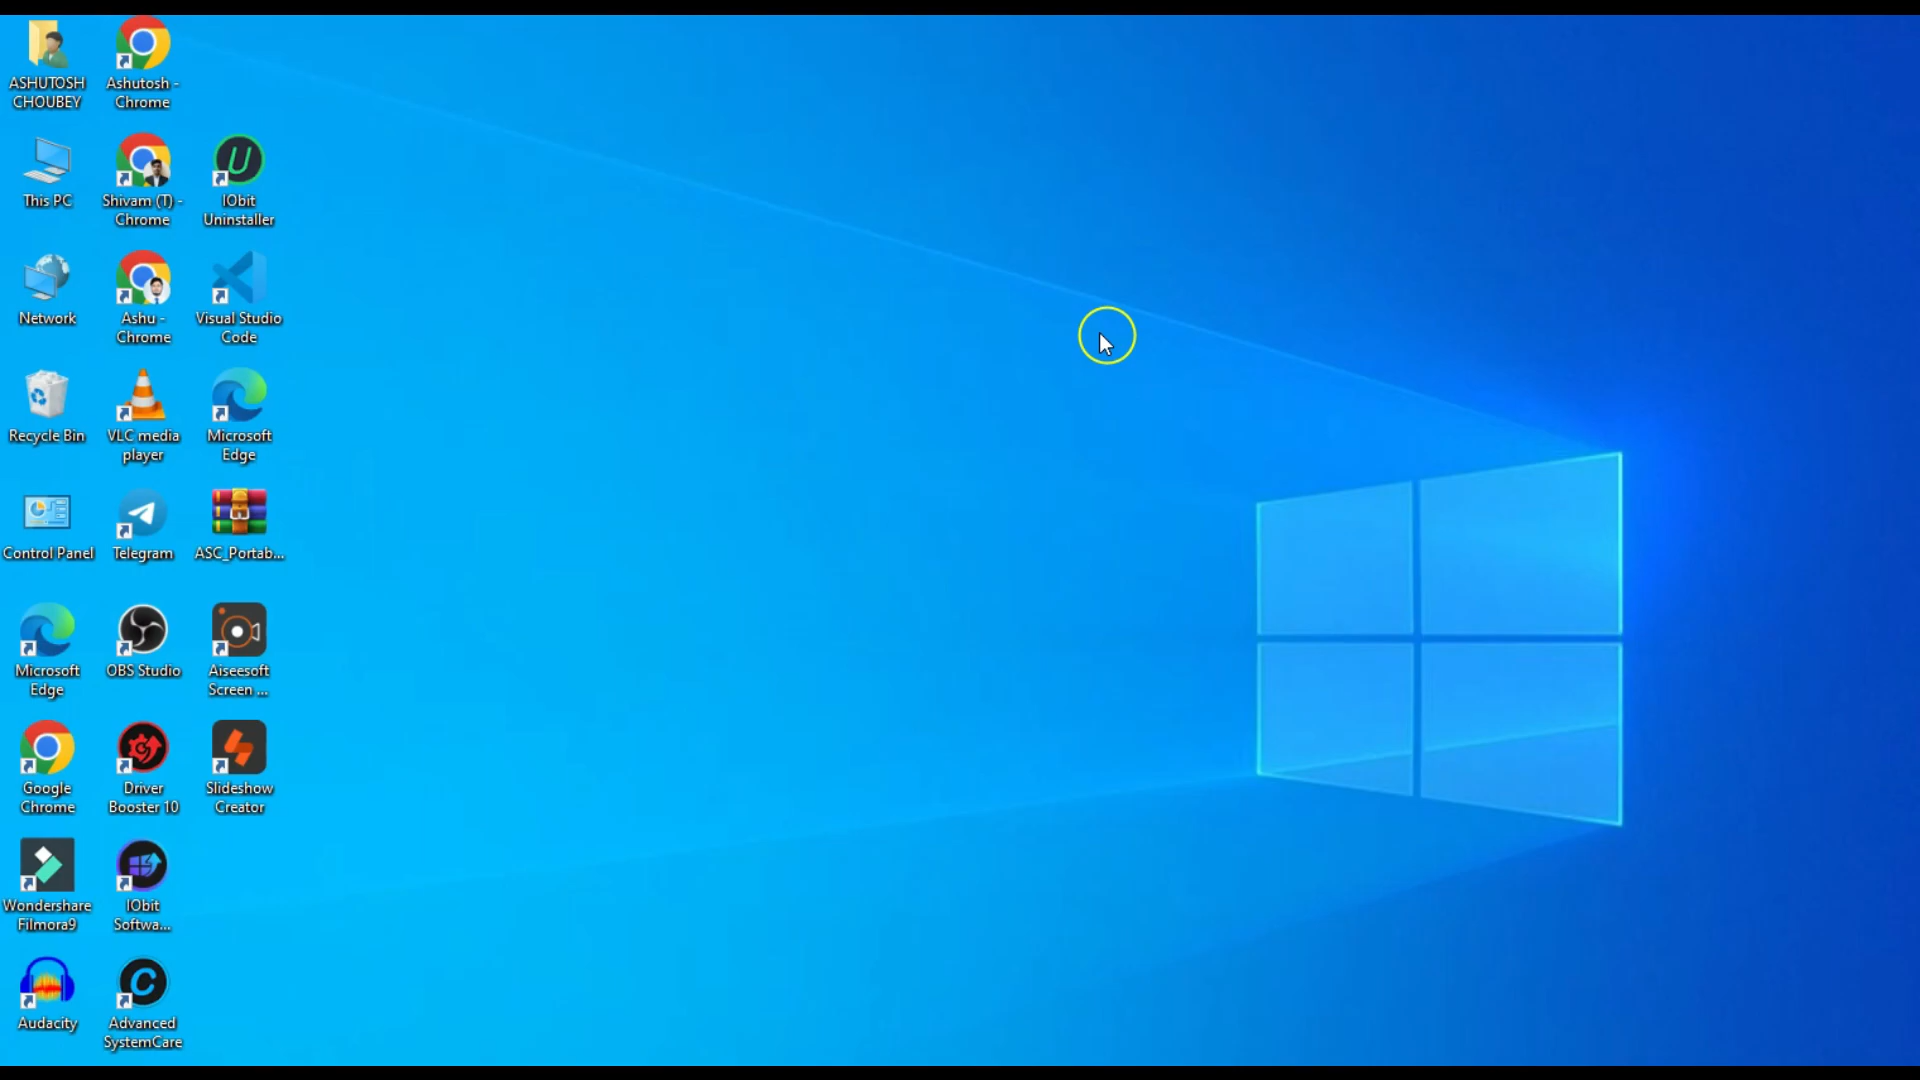 ASHUTOSH
CHOUBEY
This PC
Network
Recycle Bin
Control Panel
Microsoft
Edge
Google
Chrome
Wondershare
Filmora9
Audacity
Ashutosh -
Chrome
Shivam (T) -
Chrome
Ashu -
Chrome
VLC media
player
Telegram
OBS Studio
Driver
Booster 10
IObit
Softwa...
Advanced
SystemCare
IObit
Uninstaller
Visual Studio
Code
Microsoft
Edge
ASC_Portab...
Aiseesoft
Screen ...
Slideshow
Creator